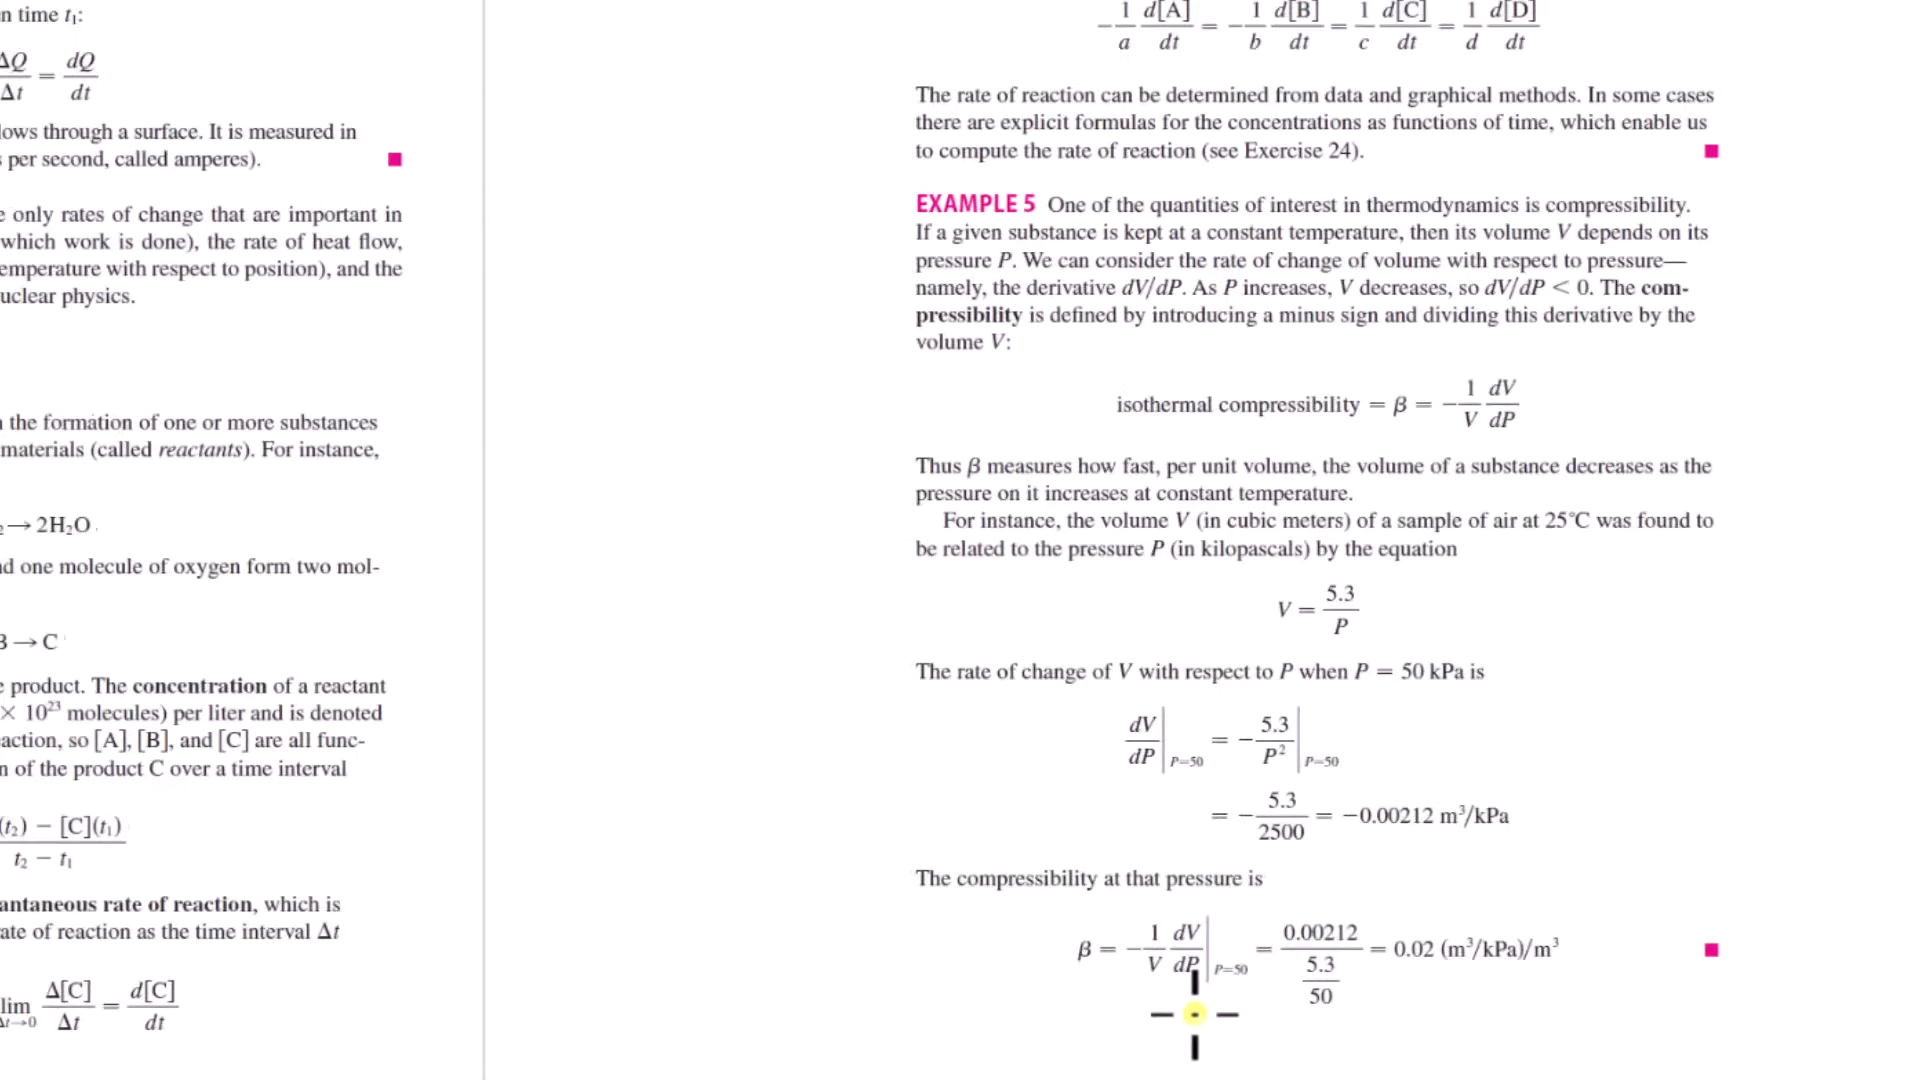 n time t₁:
ΔQ/Δt = dQ/dt
lows through a surface. It is measured in
per second, called amperes).
only rates of change that are important in
which work is done), the rate of heat flow,
emperature with respect to position), and the
uclear physics.
the formation of one or more substances
materials (called reactants). For instance,
→ 2H₂O
d one molecule of oxygen form two mol-
B → C
product. The concentration of a reactant
× 10²³ molecules) per liter and is denoted
action, so [A], [B], and [C] are all func-
n of the product C over a time interval
(t₂) − [C](t₁)
t₂ − t₁
antaneous rate of reaction, which is
ate of reaction as the time interval Δt
lim Δt→0 Δ[C]/Δt = d[C]/dt
−1/a d[A]/dt = −1/b d[B]/dt = 1/c d[C]/dt = 1/d d[D]/dt
The rate of reaction can be determined from data and graphical methods. In some cases
there are explicit formulas for the concentrations as functions of time, which enable us
to compute the rate of reaction (see Exercise 24).
EXAMPLE 5 One of the quantities of interest in thermodynamics is compressibility.
If a given substance is kept at a constant temperature, then its volume V depends on its
pressure P. We can consider the rate of change of volume with respect to pressure—
namely, the derivative dV/dP. As P increases, V decreases, so dV/dP < 0. The com-
pressibility is defined by introducing a minus sign and dividing this derivative by the
volume V:
isothermal compressibility = β = −1/V dV/dP
Thus β measures how fast, per unit volume, the volume of a substance decreases as the
pressure on it increases at constant temperature.
For instance, the volume V (in cubic meters) of a sample of air at 25°C was found to
be related to the pressure P (in kilopascals) by the equation
V = 5.3/P
The rate of change of V with respect to P when P = 50 kPa is
dV/dP|P=50 = −5.3/P²|P=50
= −5.3/2500 = −0.00212 m³/kPa
The compressibility at that pressure is
β = −1/V dV/dP|P=50 = 0.00212/(5.3/50) = 0.02 (m³/kPa)/m³